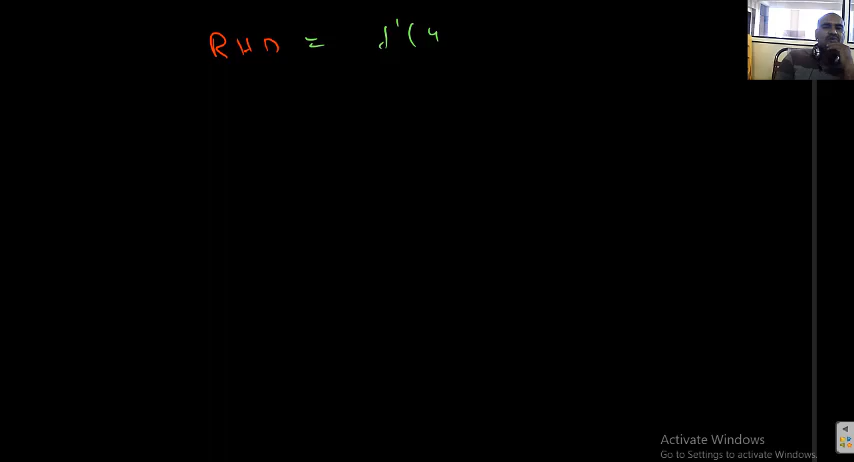 RHD = f'(4
Activate Windows
Go to Settings to activate Windows.